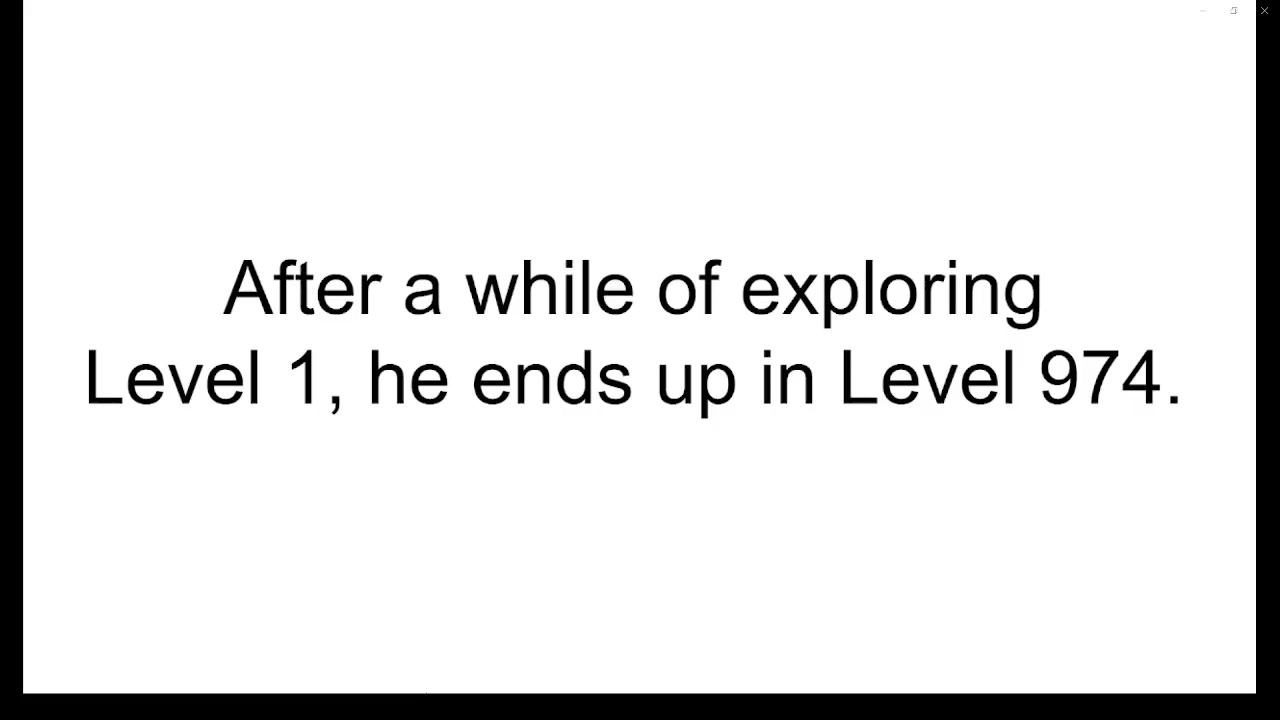 After a while of exploring
Level 1, he ends up in Level 974.